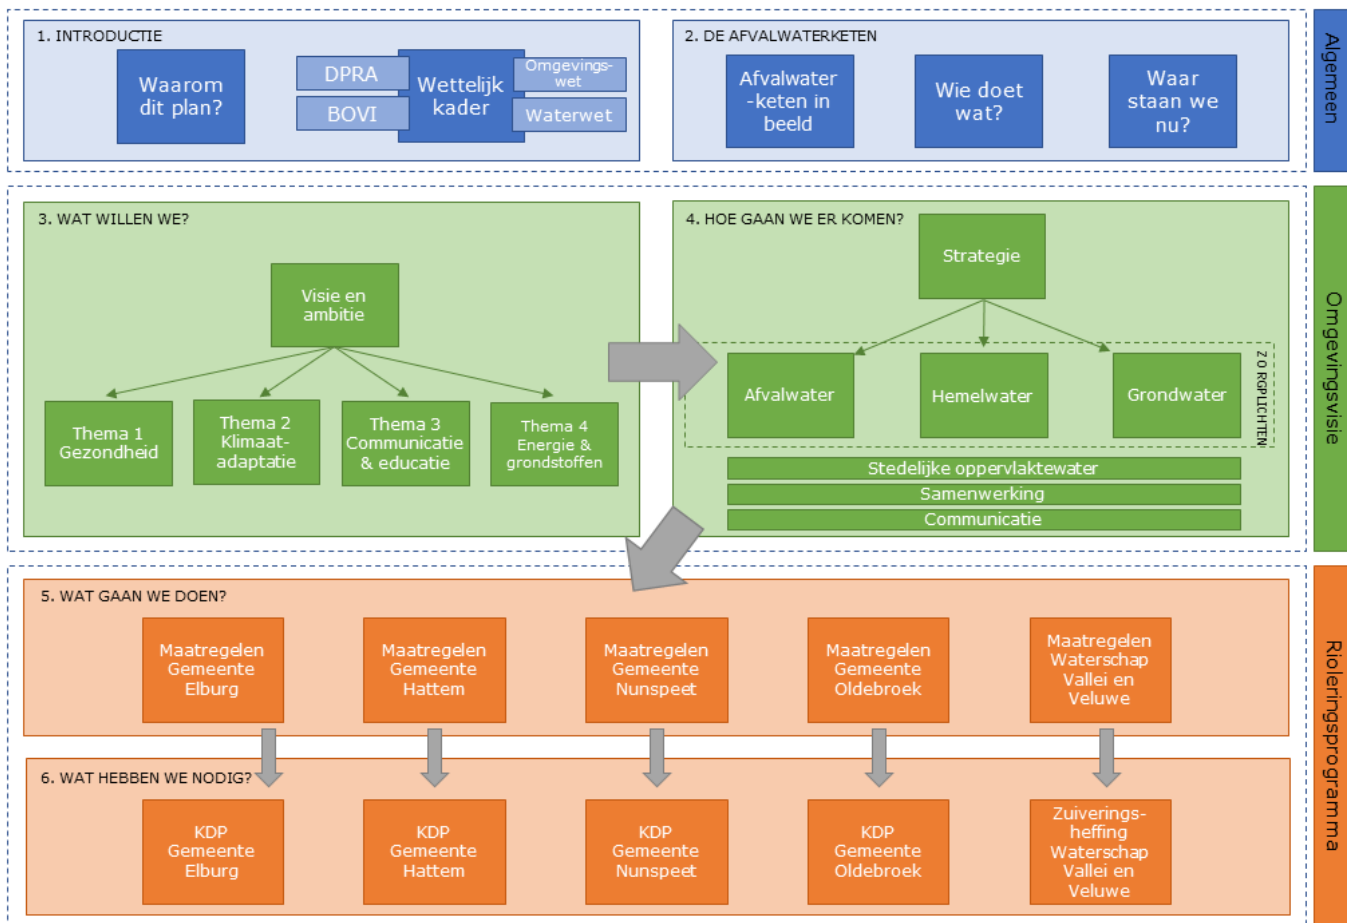 1. INTRODUCTIE
Waarom
dit plan?
DPRA
BOVI
Wettelijk
kader
Omgevings-
wet
Waterwet
2. DE AFVALWATERKETEN
Afvalwater
-keten in
beeld
Wie doet
wat?
Waar
staan we
nu?
Algemeen
3. WAT WILLEN WE?
Visie en
ambitie
Thema 1
Gezondheid
Thema 2
Klimaat-
adaptatie
Thema 3
Communicatie
& educatie
Thema 4
Energie &
grondstoffen
4. HOE GAAN WE ER KOMEN?
Strategie
Afvalwater
Hemelwater
Grondwater
ZORGPLICHTEN
Stedelijke oppervlaktewater
Samenwerking
Communicatie
Omgevingsvisie
5. WAT GAAN WE DOEN?
Maatregelen
Gemeente
Elburg
Maatregelen
Gemeente
Hattem
Maatregelen
Gemeente
Nunspeet
Maatregelen
Gemeente
Oldebroek
Maatregelen
Waterschap
Vallei en
Veluwe
6. WAT HEBBEN WE NODIG?
KDP
Gemeente
Elburg
KDP
Gemeente
Hattem
KDP
Gemeente
Nunspeet
KDP
Gemeente
Oldebroek
Zuiverings-
heffing
Waterschap
Vallei en
Veluwe
Rioleringsprogramma